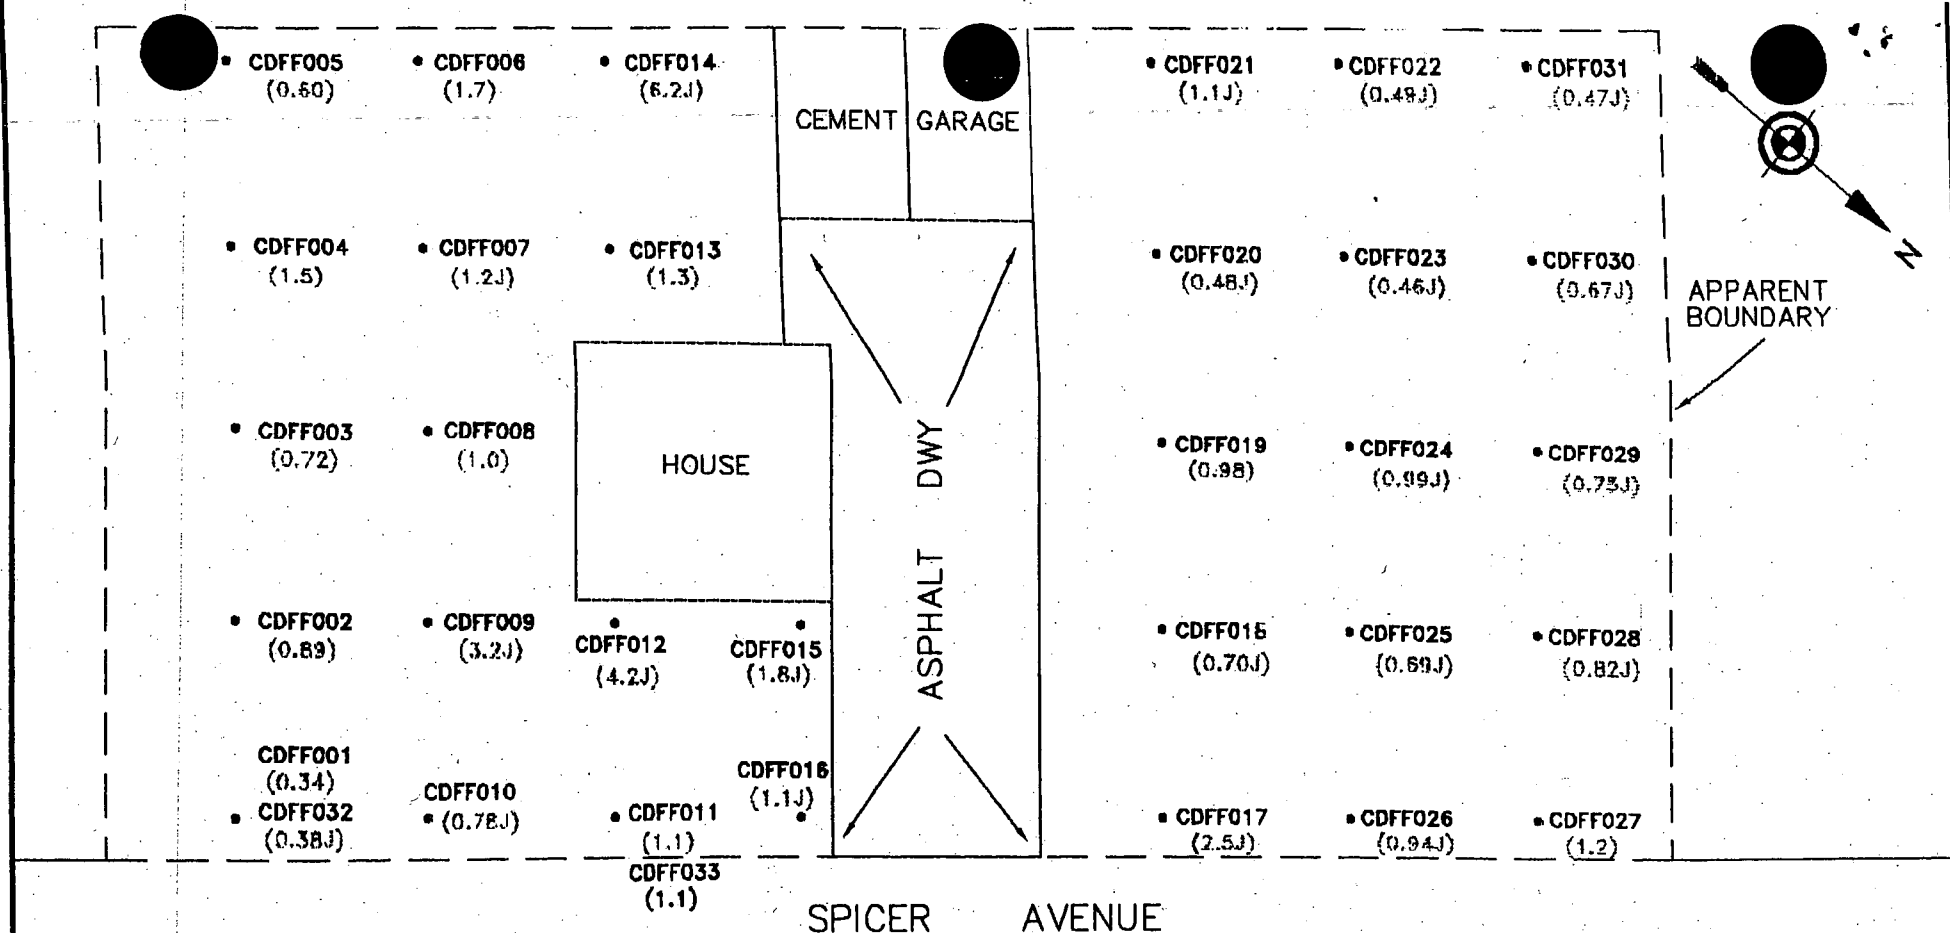 CDFF005
(0.60)
CDFF006
(1.7)
CDFF014
(6.2J)
CEMENT
GARAGE
CDFF021
(1.1J)
CDFF022
(0.49J)
CDFF031
(0.47J)
N
CDFF004
(1.5)
CDFF007
(1.2J)
CDFF013
(1.3)
CDFF020
(0.48J)
CDFF023
(0.46J)
CDFF030
(0.67J)
APPARENT
BOUNDARY
CDFF003
(0.72)
CDFF008
(1.0)
HOUSE
ASPHALT DWY
CDFF019
(0.98)
CDFF024
(0.99J)
CDFF029
(0.75J)
CDFF002
(0.89)
CDFF009
(3.2J)
CDFF012
(4.2J)
CDFF015
(1.8J)
CDFF018
(0.70J)
CDFF025
(0.69J)
CDFF028
(0.82J)
CDFF001
(0.34)
CDFF032
(0.38J)
CDFF010
(0.78J)
CDFF011
(1.1)
CDFF033
(1.1)
CDFF016
(1.1J)
CDFF017
(2.5J)
CDFF026
(0.94J)
CDFF027
(1.2)
SPICER AVENUE